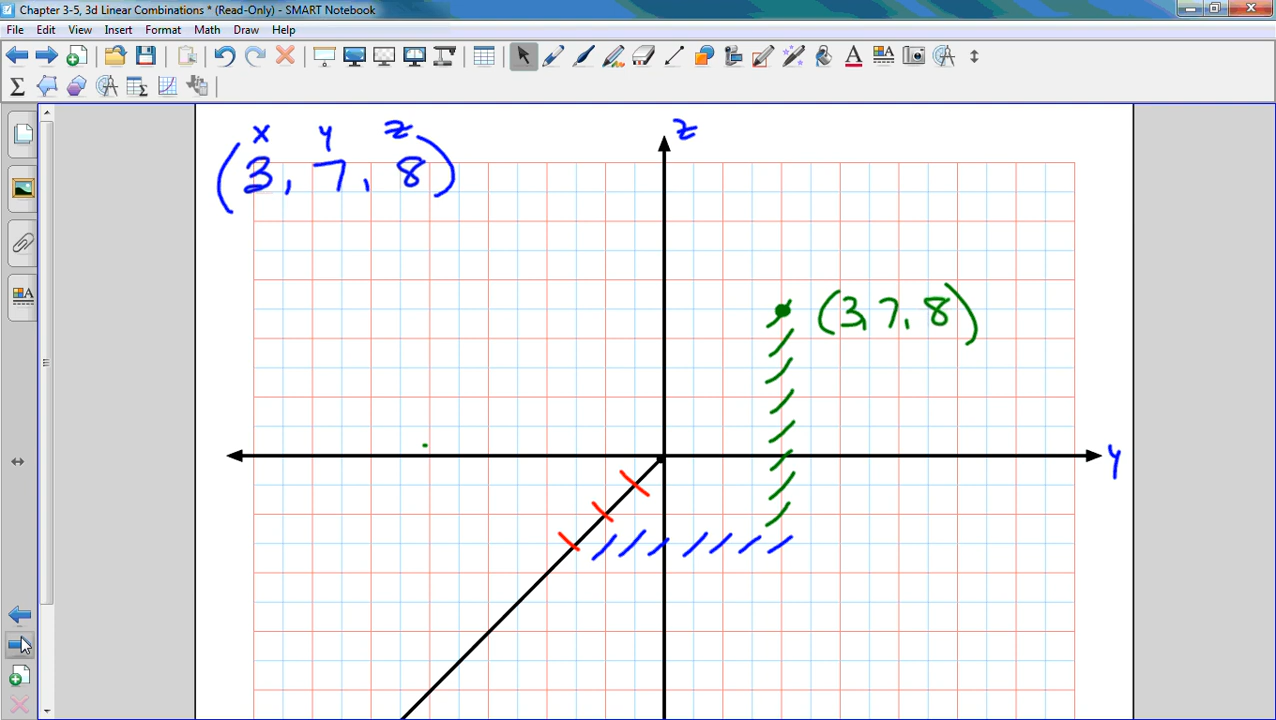 Chapter 3-5, 3d Linear Combinations * (Read-Only) - SMART Notebook
File Edit View Insert Format Math Draw Help
x y z
(3, 7, 8)
z
(3, 7, 8)
y